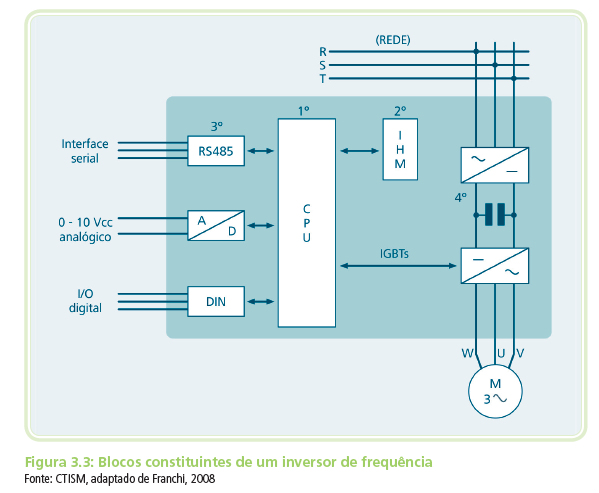 (REDE)
R
S
T
1º
2º
3º
Interface
serial
RS485
I
H
M
4º
0 - 10 Vcc
analógico
A
D
C
P
U
IGBTs
I/O
digital
DIN
W U V
M
3
Figura 3.3: Blocos constituintes de um inversor de frequência
Fonte: CTISM, adaptado de Franchi, 2008